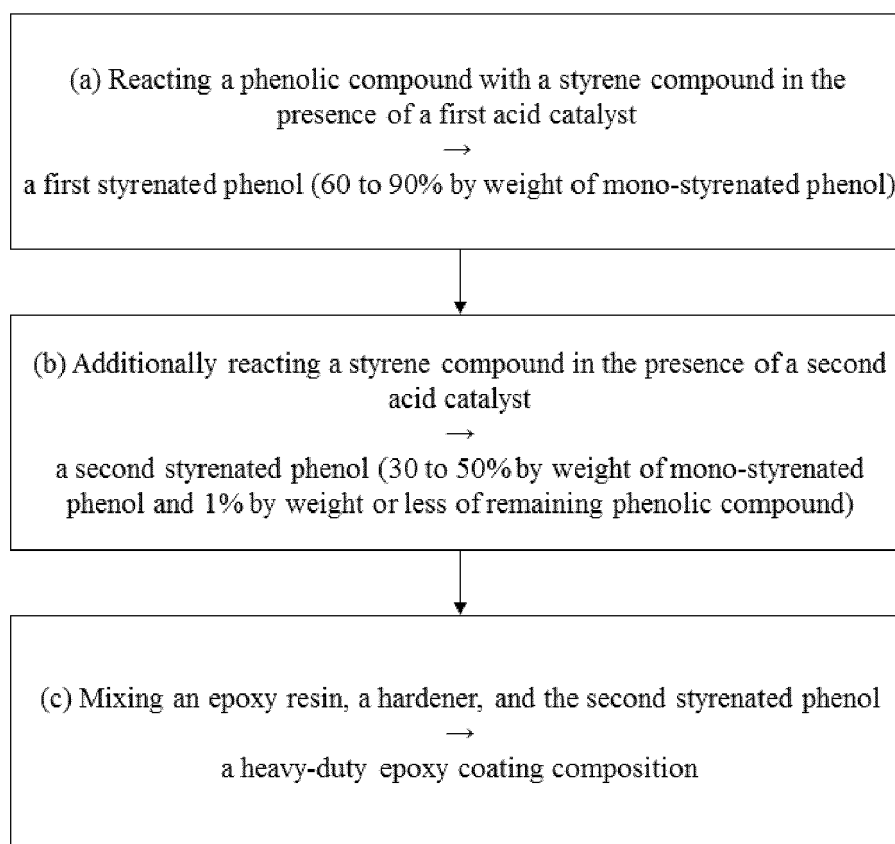 (a) Reacting a phenolic compound with a styrene compound in the
presence of a first acid catalyst
→
a first styrenated phenol (60 to 90% by weight of mono-styrenated phenol)
(b) Additionally reacting a styrene compound in the presence of a second
acid catalyst
→
a second styrenated phenol (30 to 50% by weight of mono-styrenated
phenol and 1% by weight or less of remaining phenolic compound)
(c) Mixing an epoxy resin, a hardener, and the second styrenated phenol
→
a heavy-duty epoxy coating composition